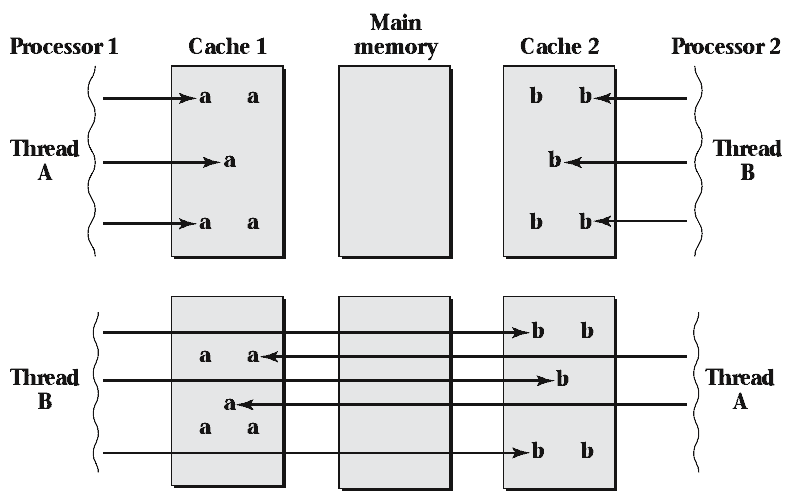 Processor 1
Cache 1
Main
memory
Cache 2
Processor 2
a a
b b
Thread
A
a
b
Thread
B
a a
b b
b b
a a
Thread
B
b
Thread
A
a
a a
b b